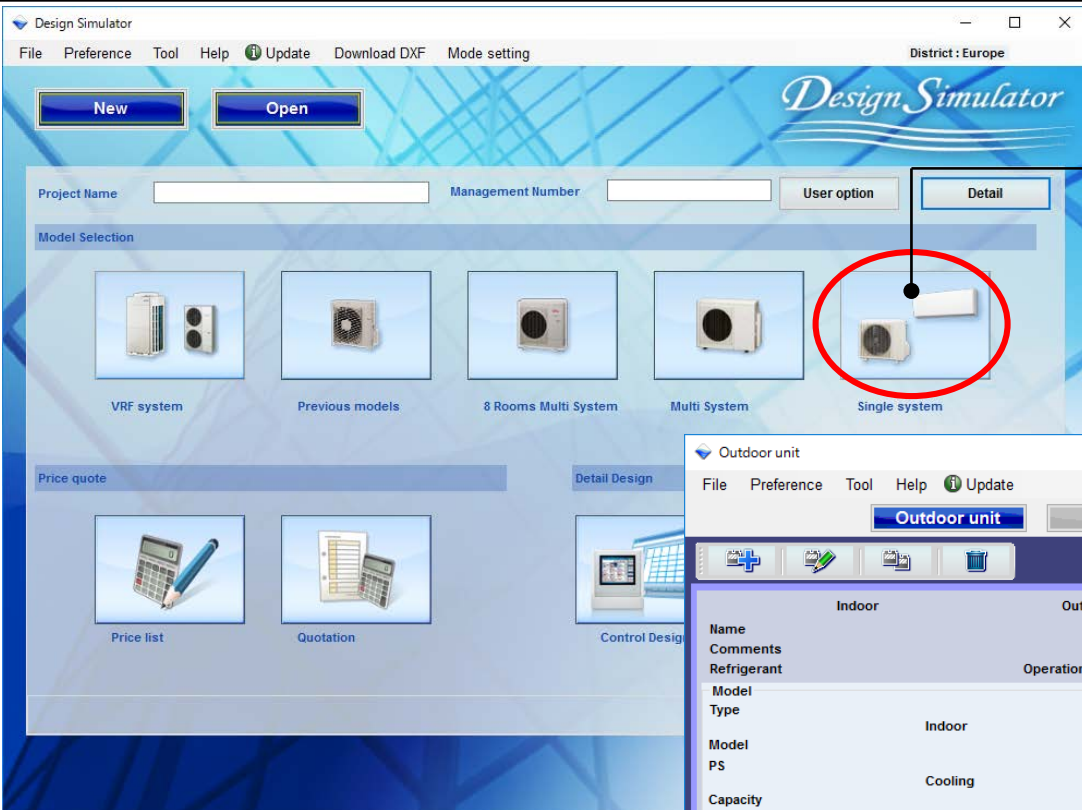 Design Simulator
File Preference Tool Help Update Download DXF Mode setting District : Europe
New Open
Design Simulator
Project Name Management Number User option Detail
Model Selection
VRF system Previous models 8 Rooms Multi System Multi System Single system
Price quote Detail Design
Price list Quotation Control Desig
Outdoor unit
File Preference Tool Help Update
Outdoor unit
Indoor Out
Name
Comments
Refrigerant Operation
Model
Type
Indoor
Model
PS
Cooling
Capacity